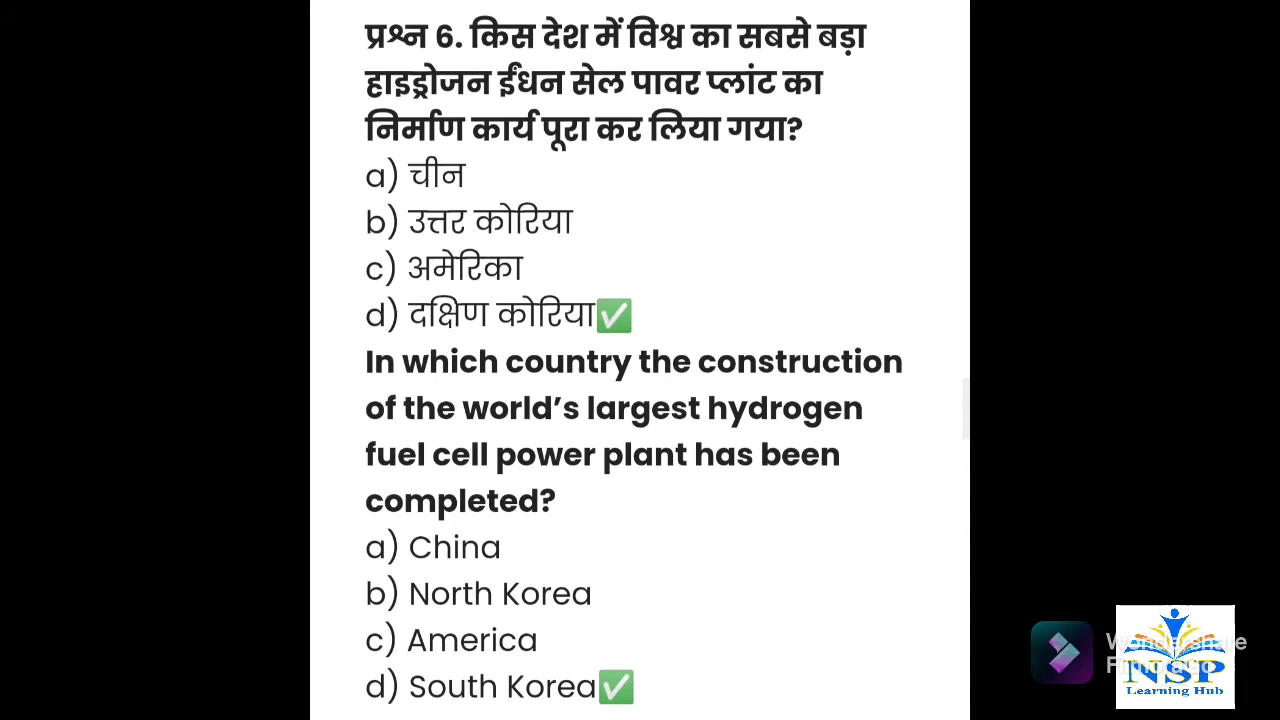 प्रश्न 6. किस देश में विश्व का सबसे बड़ा
हाइड्रोजन ईंधन सेल पावर प्लांट का
निर्माण कार्य पूरा कर लिया गया?
a) चीन
b) उत्तर कोरिया
c) अमेरिका
d) दक्षिण कोरिया✅
In which country the construction
of the world’s largest hydrogen
fuel cell power plant has been
completed?
a) China
b) North Korea
c) America
d) South Korea✅
Wondershare
NSP
Learning Hub